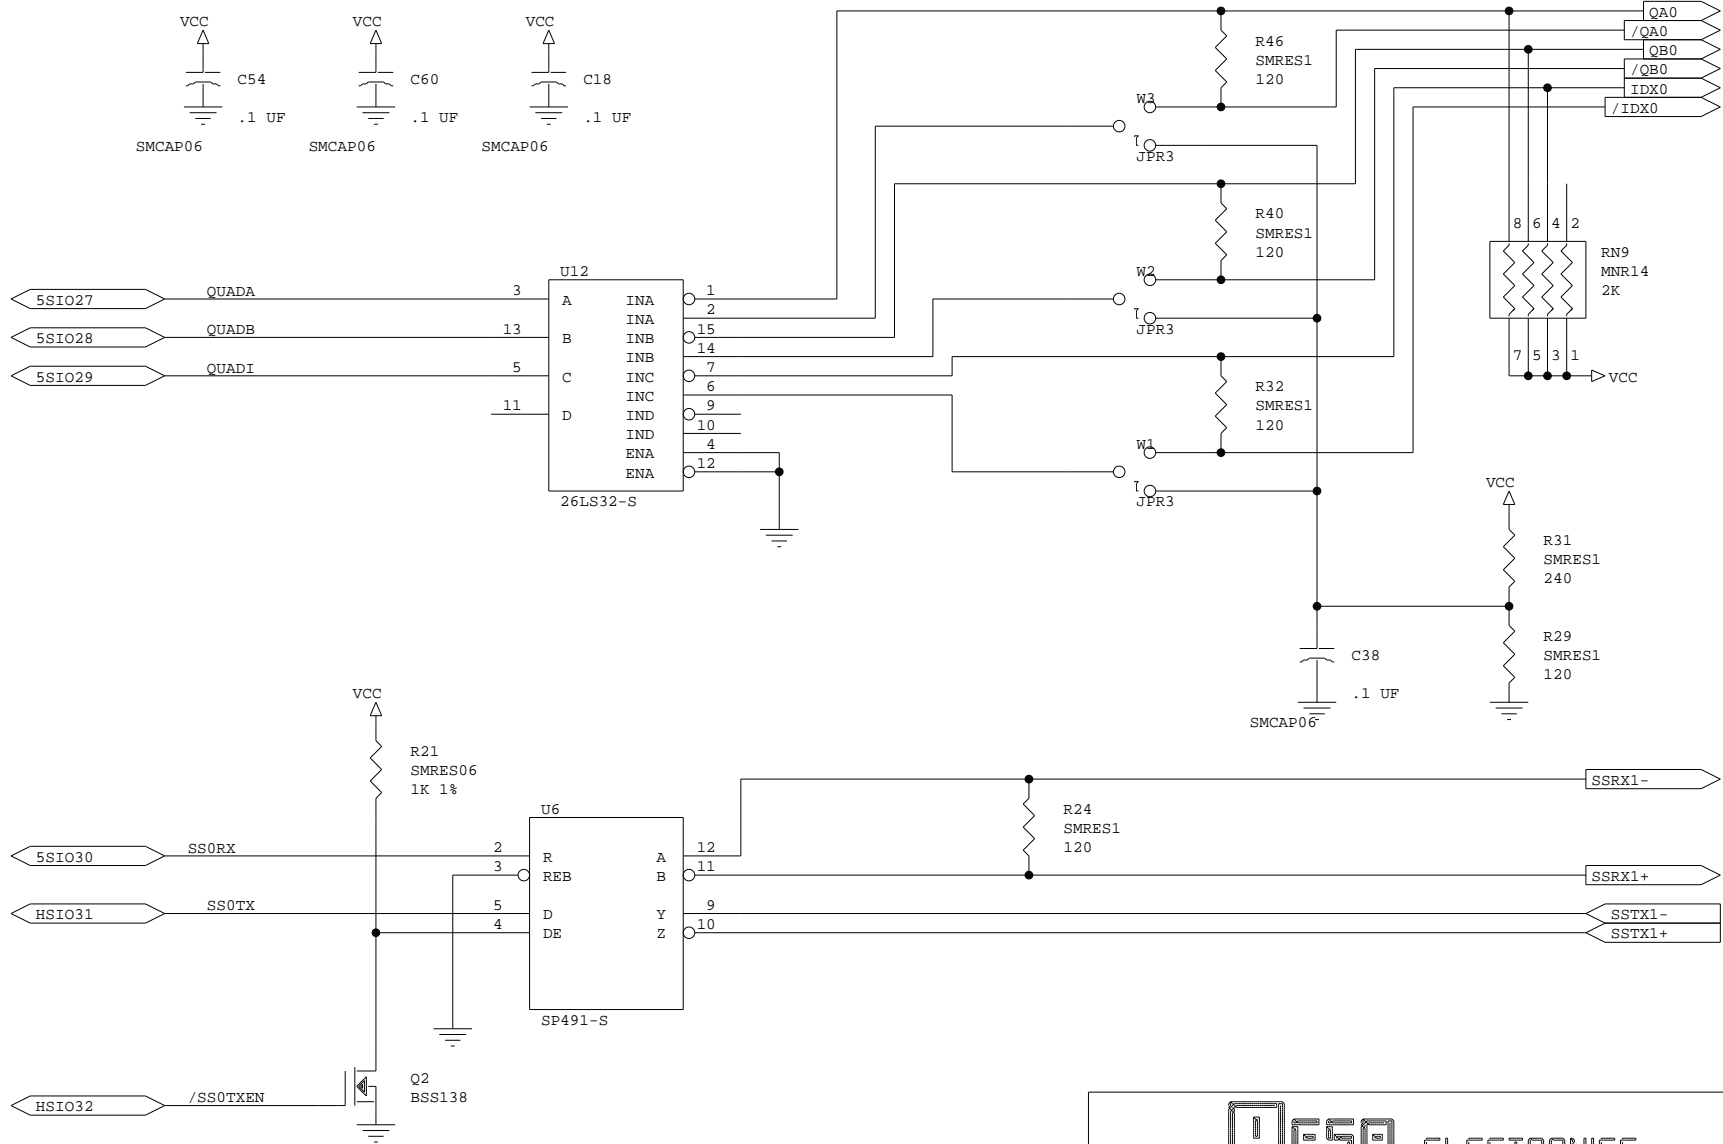 VCC
C54
.1 UF
SMCAP06
VCC
C60
.1 UF
SMCAP06
VCC
C18
.1 UF
SMCAP06
QA0
/QA0
QB0
/QB0
IDX0
/IDX0
R46
SMRES1
120
W3
JPR3
R40
SMRES1
120
W2
JPR3
R32
SMRES1
120
W1
JPR3
8 6 4 2
RN9
MNR14
2K
7 5 3 1
VCC
5SIO27 QUADA 3
5SIO28 QUADB 13
5SIO29 QUADI 5
11
U12
A INA 1
INA 2
B INB 15
INB 14
C INC 7
INC 6
D IND 9
IND 10
ENA 4
ENA 12
26LS32-S
VCC
R31
SMRES1
240
R29
SMRES1
120
C38
.1 UF
SMCAP06
VCC
R21
SMRES06
1K 1%
U6
5SIO30 SS0RX 2 R A 12
3 REB B 11
HSIO31 SS0TX 5 D Y 9
4 DE Z 10
SP491-S
R24
SMRES1
120
SSRX1-
SSRX1+
SSTX1-
SSTX1+
HSIO32 /SS0TXEN
Q2
BSS138